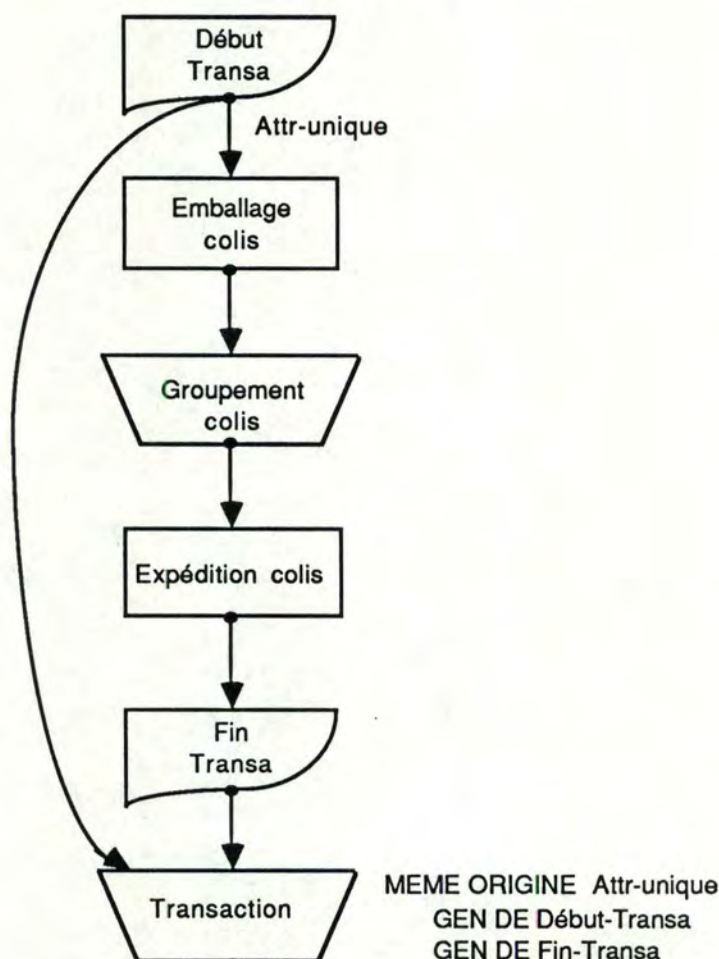 Début
Transa
Attr-unique
Emballage
colis
Groupement
colis
Expédition colis
Fin
Transa
Transaction
MEME ORIGINE Attr-unique
GEN DE Début-Transa
GEN DE Fin-Transa